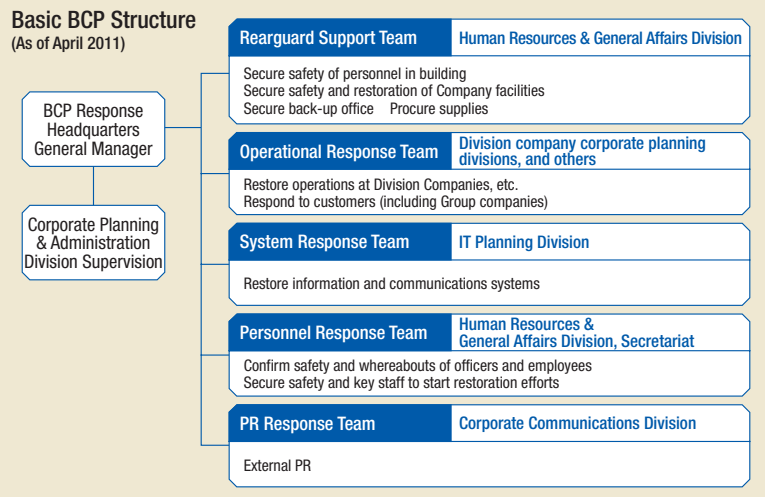 Basic BCP Structure
(As of April 2011)
BCP Response
Headquarters
General Manager
Corporate Planning
& Administration
Division Supervision
Rearguard Support Team
Human Resources & General Affairs Division
Secure safety of personnel in building
Secure safety and restoration of Company facilities
Secure back-up office Procure supplies
Operational Response Team
Division company corporate planning
divisions, and others
Restore operations at Division Companies, etc.
Respond to customers (including Group companies)
System Response Team
IT Planning Division
Restore information and communications systems
Personnel Response Team
Human Resources &
General Affairs Division, Secretariat
Confirm safety and whereabouts of officers and employees
Secure safety and key staff to start restoration efforts
PR Response Team
Corporate Communications Division
External PR